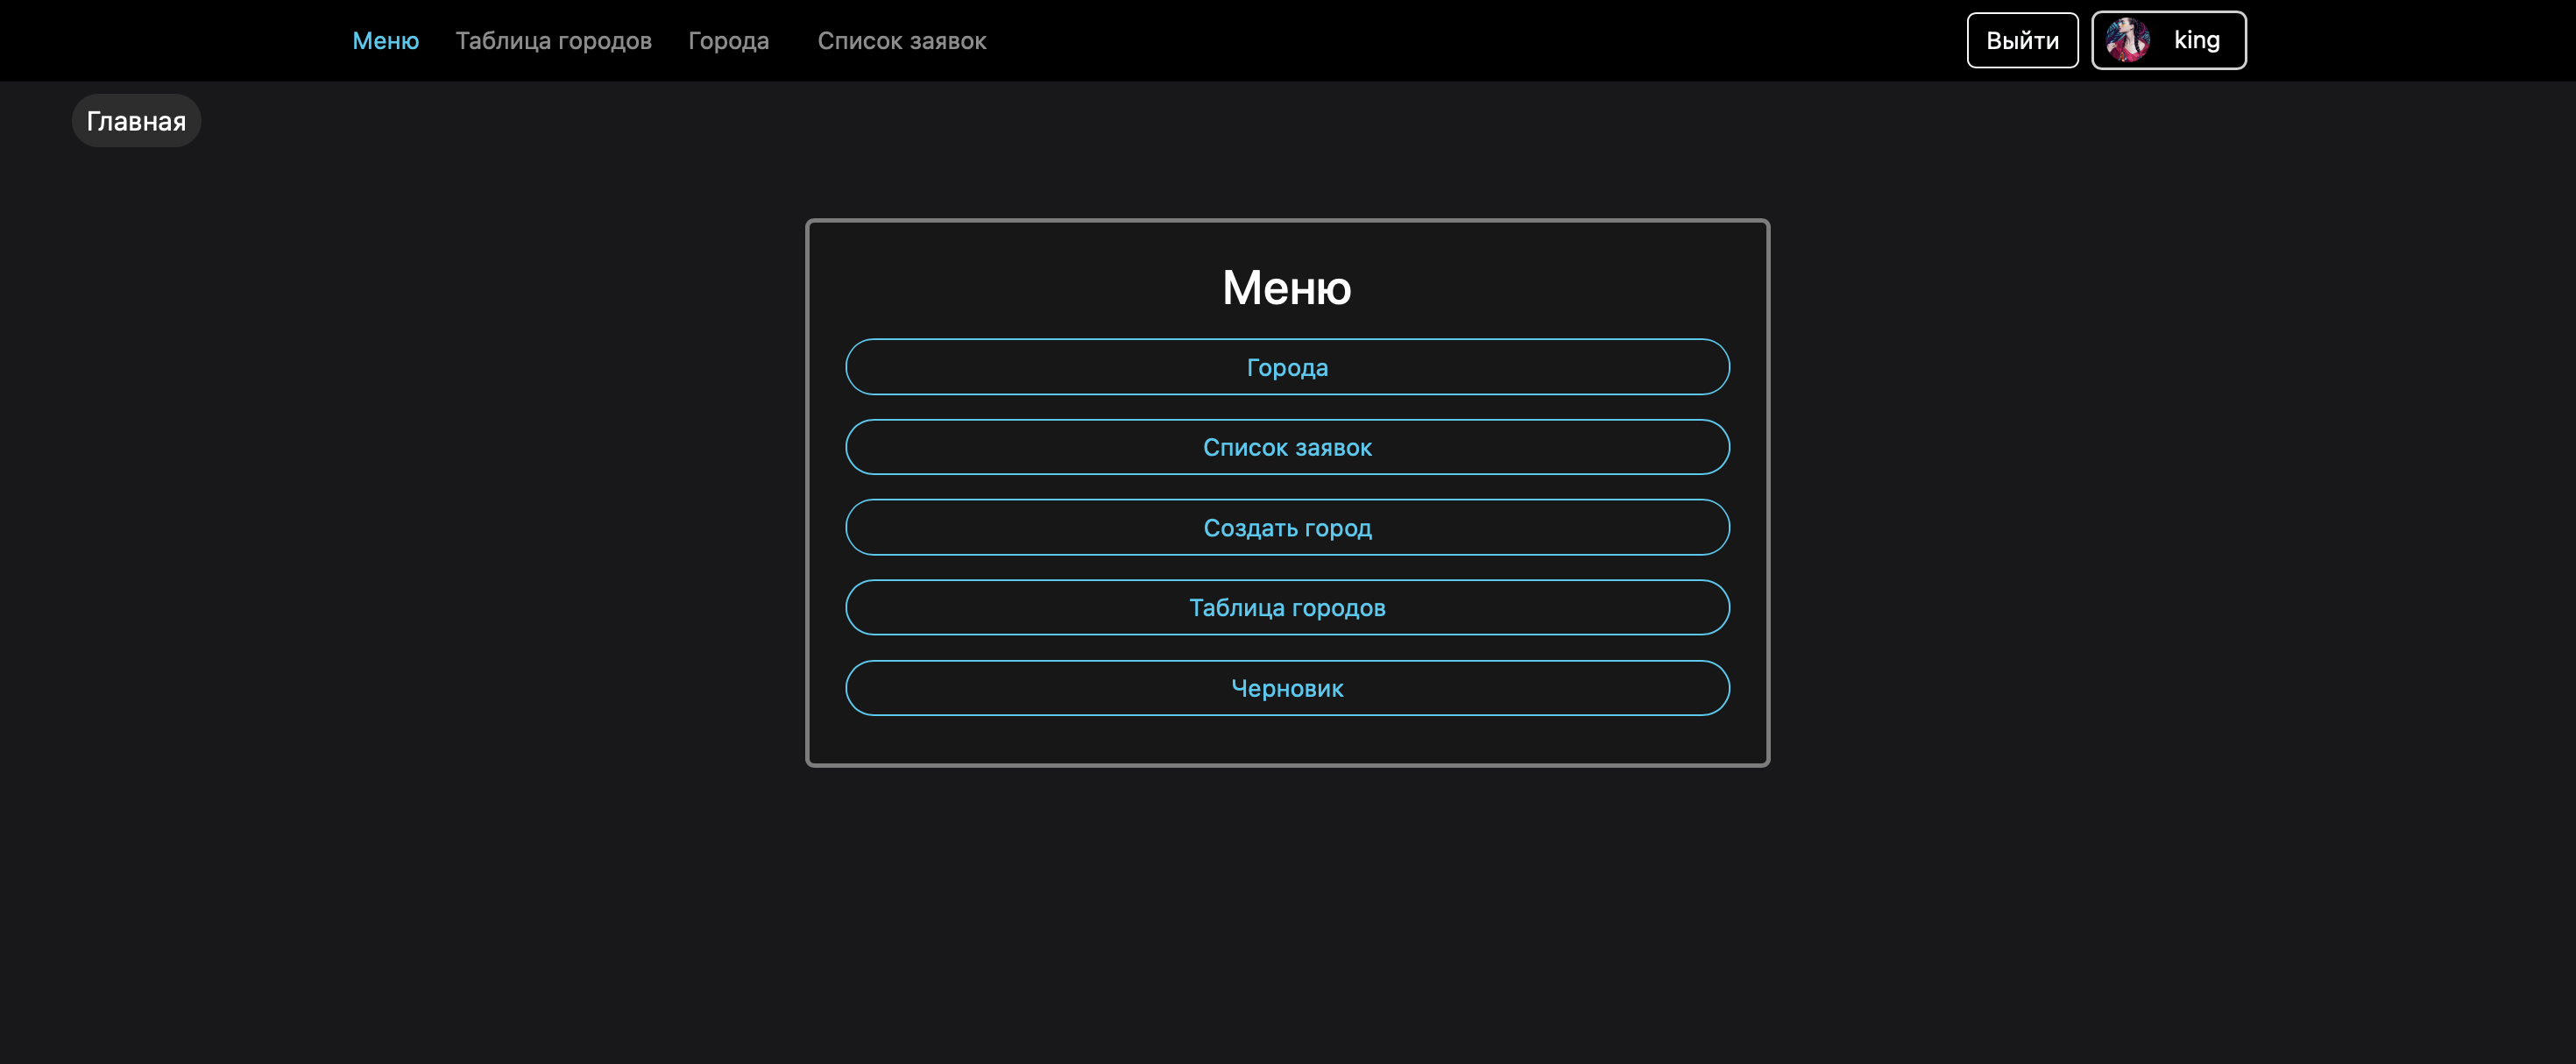 Меню Таблица городов Города Список заявок Выйти king
Главная
Меню
Города
Список заявок
Создать город
Таблица городов
Черновик